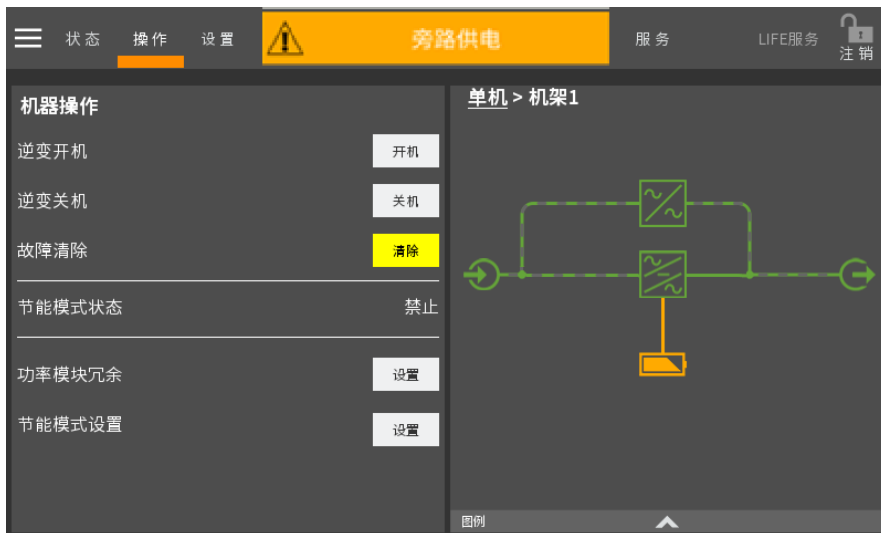 状态 操作 设置 旁路供电 服务 LIFE服务 注销
机器操作
逆变开机 开机
逆变关机 关机
故障清除 清除
节能模式状态 禁止
功率模块冗余 设置
节能模式设置 设置
单机 > 机架1
图例